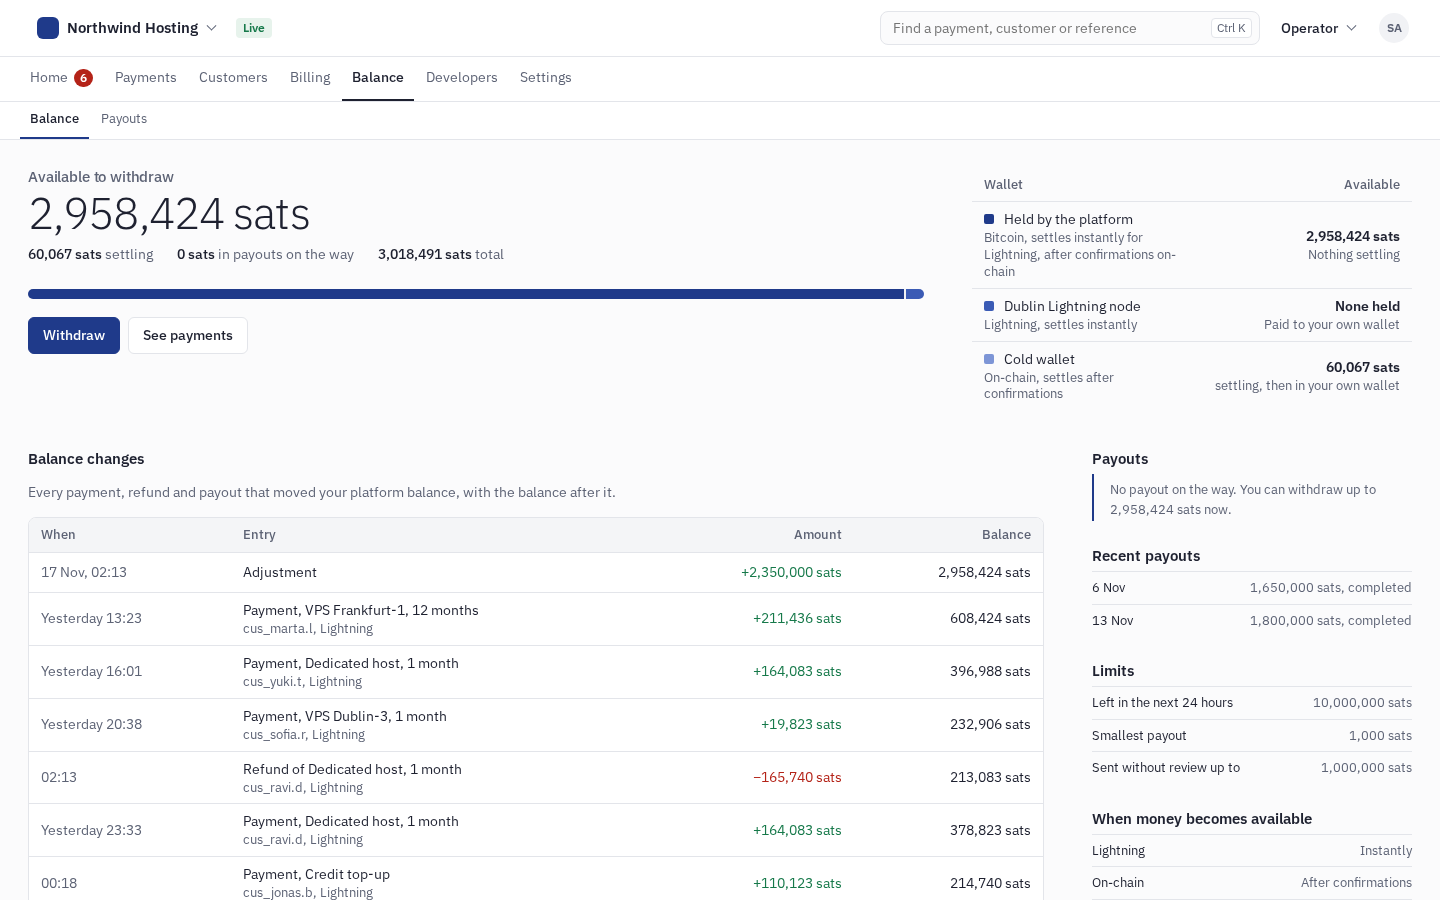 Northwind Hosting
Live
Find a payment, customer or reference
Ctrl K
Operator
SA
Home 6
Payments
Customers
Billing
Balance
Developers
Settings
Balance
Payouts
Available to withdraw
2,958,424 sats
60,067 sats settling
0 sats in payouts on the way
3,018,491 sats total
Withdraw
See payments
Wallet Available
Held by the platform
Bitcoin, settles instantly for
Lightning, after confirmations on-
chain
2,958,424 sats
Nothing settling
Dublin Lightning node
Lightning, settles instantly
None held
Paid to your own wallet
Cold wallet
On-chain, settles after
confirmations
60,067 sats
settling, then in your own wallet
Balance changes
Every payment, refund and payout that moved your platform balance, with the balance after it.
When Entry Amount Balance
17 Nov, 02:13 Adjustment +2,350,000 sats 2,958,424 sats
Yesterday 13:23 Payment, VPS Frankfurt-1, 12 months +211,436 sats 608,424 sats
cus_marta.l, Lightning
Yesterday 16:01 Payment, Dedicated host, 1 month +164,083 sats 396,988 sats
cus_yuki.t, Lightning
Yesterday 20:38 Payment, VPS Dublin-3, 1 month +19,823 sats 232,906 sats
cus_sofia.r, Lightning
02:13 Refund of Dedicated host, 1 month −165,740 sats 213,083 sats
cus_ravi.d, Lightning
Yesterday 23:33 Payment, Dedicated host, 1 month +164,083 sats 378,823 sats
cus_ravi.d, Lightning
00:18 Payment, Credit top-up +110,123 sats 214,740 sats
cus_jonas.b, Lightning
Payouts
No payout on the way. You can withdraw up to
2,958,424 sats now.
Recent payouts
6 Nov 1,650,000 sats, completed
13 Nov 1,800,000 sats, completed
Limits
Left in the next 24 hours 10,000,000 sats
Smallest payout 1,000 sats
Sent without review up to 1,000,000 sats
When money becomes available
Lightning Instantly
On-chain After confirmations